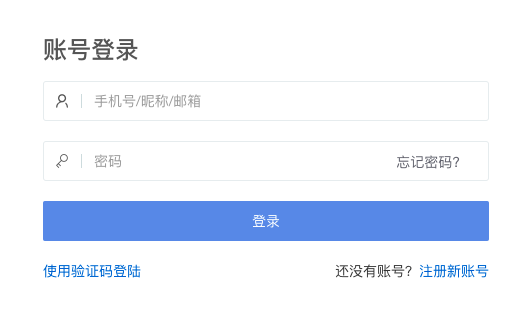 账号登录
手机号/昵称/邮箱
密码 忘记密码?
登录
使用验证码登陆 还没有账号? 注册新账号